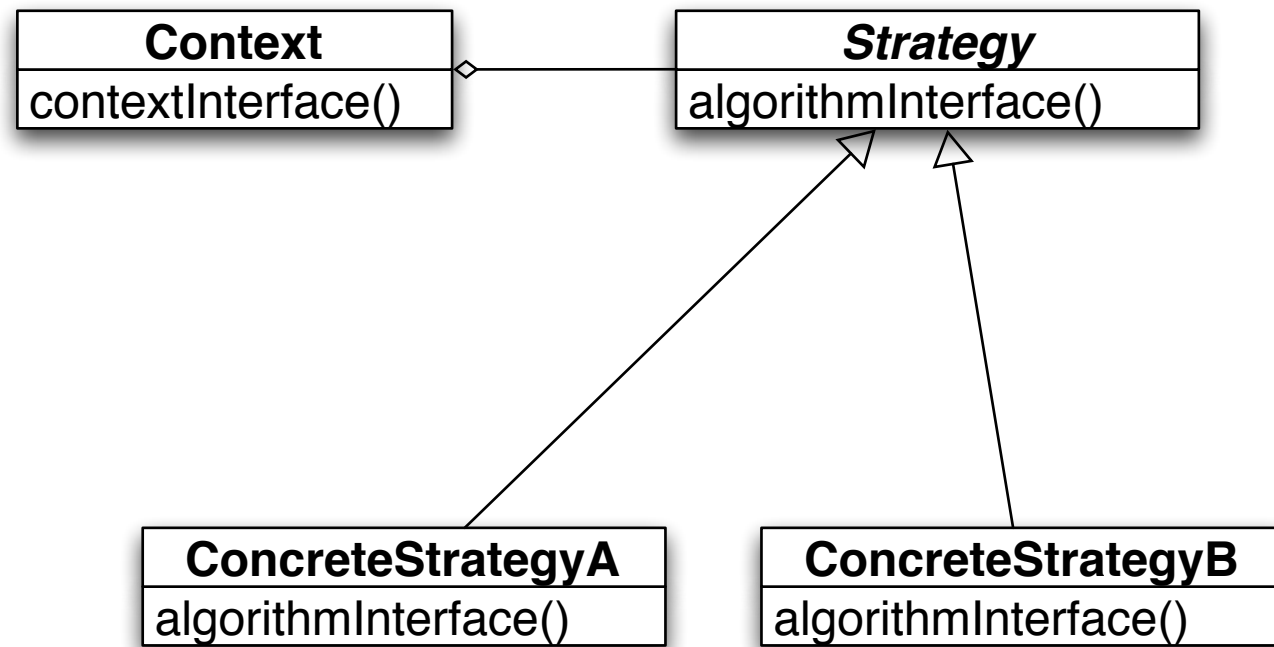 Context
contextInterface()
Strategy
algorithmInterface()
ConcreteStrategyA
algorithmInterface()
ConcreteStrategyB
algorithmInterface()